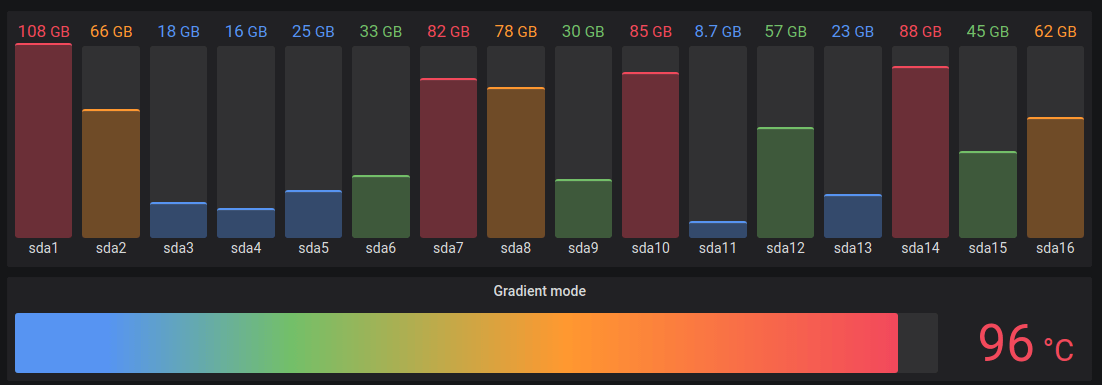 108 GB 66 GB 18 GB 16 GB 25 GB 33 GB 82 GB 78 GB 30 GB 85 GB 8.7 GB 57 GB 23 GB 88 GB 45 GB 62 GB
sda1 sda2 sda3 sda4 sda5 sda6 sda7 sda8 sda9 sda10 sda11 sda12 sda13 sda14 sda15 sda16
Gradient mode
96 °C